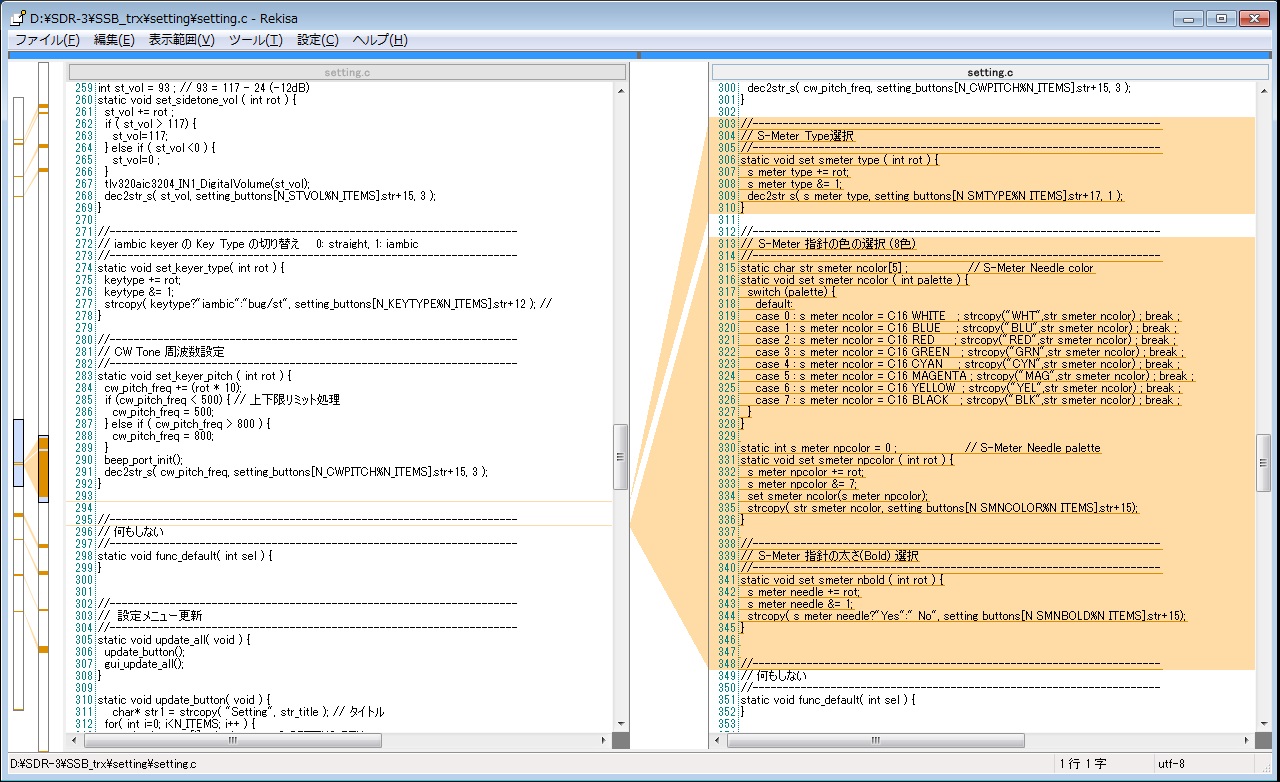 D:¥SDR-3¥SSB_trx¥setting¥setting.c - Rekisa
ファイル(F) 編集(E) 表示範囲(V) ツール(T) 設定(C) ヘルプ(H)
setting.c
259 int st_vol = 93 ; // 93 = 117 - 24 (-12dB)
260 static void set_sidetone_vol ( int rot ) {
261 st_vol += rot ;
262 if ( st_vol > 117) {
263 st_vol=117;
264 } else if ( st_vol <0 ) {
265 st_vol=0 ;
266 }
267 tlv320aic3204_IN1_DigitalVolume(st_vol);
268 dec2str_s( st_vol, setting_buttons[N_STVOL%N_ITEMS].str+15, 3 );
269 }
270
271 //--------------------------------------------------------------------
272 // iambic keyer の Key Type の切り替え 0: straight, 1: iambic
273 //--------------------------------------------------------------------
274 static void set_keyer_type( int rot ) {
275 keytype += rot;
276 keytype &= 1;
277 strcopy( keytype?"iambic":"bug/st", setting_buttons[N_KEYTYPE%N_ITEMS].str+12 ); //
278 }
279
280 //--------------------------------------------------------------------
281 // CW Tone 周波数設定
282 //--------------------------------------------------------------------
283 static void set_keyer_pitch ( int rot ) {
284 cw_pitch_freq += (rot * 10);
285 if (cw_pitch_freq < 500) { // 上下限リミット処理
286 cw_pitch_freq = 500;
287 } else if ( cw_pitch_freq > 800 ) {
288 cw_pitch_freq = 800;
289 }
290 beep_port_init();
291 dec2str_s( cw_pitch_freq, setting_buttons[N_CWPITCH%N_ITEMS].str+15, 3 );
292 }
293
294
295 //--------------------------------------------------------------------
296 // 何もしない
297 //--------------------------------------------------------------------
298 static void func_default( int sel ) {
299 }
300
301
302 //--------------------------------------------------------------------
303 // 設定メニュー更新
304 //--------------------------------------------------------------------
305 static void update_all( void ) {
306 update_button();
307 gui_update_all();
308 }
309
310 static void update_button( void ) {
311 char* str1 = strcopy( "Setting", str_title ); // タイトル
312 for( int i=0; i<N_ITEMS; i++ ) {
setting.c
300 dec2str_s( cw_pitch_freq, setting_buttons[N_CWPITCH%N_ITEMS].str+15, 3 );
301 }
302
303 //--------------------------------------------------------------------
304 // S-Meter Type選択
305 //--------------------------------------------------------------------
306 static void set_smeter_type ( int rot ) {
307 s_meter_type += rot;
308 s_meter_type &= 1;
309 dec2str_s( s_meter_type, setting_buttons[N_SMTYPE%N_ITEMS].str+17, 1 );
310 }
311
312 //--------------------------------------------------------------------
313 // S-Meter 指針の色の選択 (8色)
314 //--------------------------------------------------------------------
315 static char str_smeter_ncolor[5] ; // S-Meter Needle color
316 static void set_smeter_ncolor ( int palette ) {
317 switch (palette) {
318 default:
319 case 0 : s_meter_ncolor = C16_WHITE ; strcopy("WHT",str_smeter_ncolor) ; break ;
320 case 1 : s_meter_ncolor = C16_BLUE ; strcopy("BLU",str_smeter_ncolor) ; break ;
321 case 2 : s_meter_ncolor = C16_RED ; strcopy("RED",str_smeter_ncolor) ; break ;
322 case 3 : s_meter_ncolor = C16_GREEN ; strcopy("GRN",str_smeter_ncolor) ; break ;
323 case 4 : s_meter_ncolor = C16_CYAN ; strcopy("CYN",str_smeter_ncolor) ; break ;
324 case 5 : s_meter_ncolor = C16_MAGENTA ; strcopy("MAG",str_smeter_ncolor) ; break ;
325 case 6 : s_meter_ncolor = C16_YELLOW ; strcopy("YEL",str_smeter_ncolor) ; break ;
326 case 7 : s_meter_ncolor = C16_BLACK ; strcopy("BLK",str_smeter_ncolor) ; break ;
327 }
328 }
329
330 static int s_meter_npcolor = 0 ; // S-Meter Needle palette
331 static void set_smeter_npcolor ( int rot ) {
332 s_meter_npcolor += rot;
333 s_meter_npcolor &= 7;
334 set_smeter_ncolor(s_meter_npcolor);
335 strcopy( str_smeter_ncolor, setting_buttons[N_SMNCOLOR%N_ITEMS].str+15);
336 }
337
338 //--------------------------------------------------------------------
339 // S-Meter 指針の太さ(Bold) 選択
340 //--------------------------------------------------------------------
341 static void set_smeter_nbold ( int rot ) {
342 s_meter_needle += rot;
343 s_meter_needle &= 1;
344 strcopy( s_meter_needle?"Yes":" No", setting_buttons[N_SMNBOLD%N_ITEMS].str+15);
345 }
346
347
348 //--------------------------------------------------------------------
349 // 何もしない
350 //--------------------------------------------------------------------
351 static void func_default( int sel ) {
352 }
353
D:¥SDR-3¥SSB_trx¥setting¥setting.c 1 行 1 字 utf-8